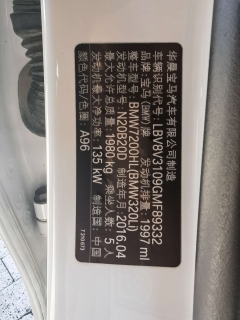 华晨宝马汽车有限公司制造
车辆识别代号: LBV8W3109GMF89332
品牌: 宝马(BMW)牌 发动机排量: 1997 ml
整车型号: BMW7200HL(BMW320Li)
发动机型号: N20B20D 制造年月: 2016.04
最大允许总质量: 1980 kg 乘坐人数: 5 人
发动机最大净功率: 135 kW 制造国: 中国
颜色代码/色墨: A96